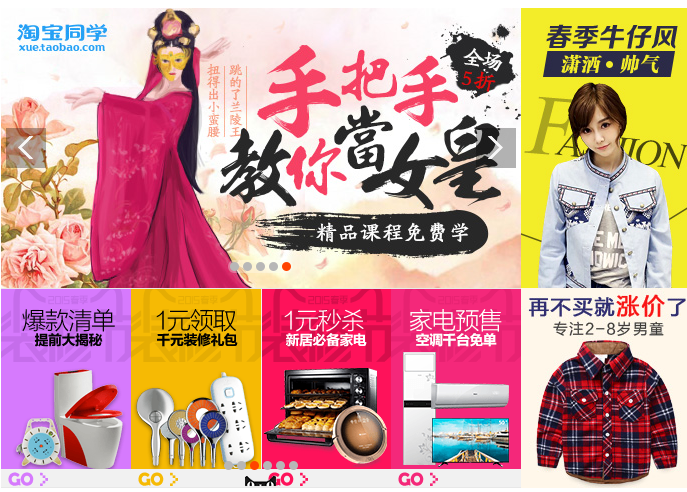 淘宝同学
xue.taobao.com
跳的了兰陵王
扭得出小蛮腰
手把手
教你當女皇
全场
5折
精品课程免费学
春季牛仔风
潇洒·帅气
FASHION
爆款清单
提前大揭秘
GO
1元领取
千元装修礼包
GO
1元秒杀
新居必备家电
GO
家电预售
空调千台免单
GO
再不买就涨价了
专注2-8岁男童